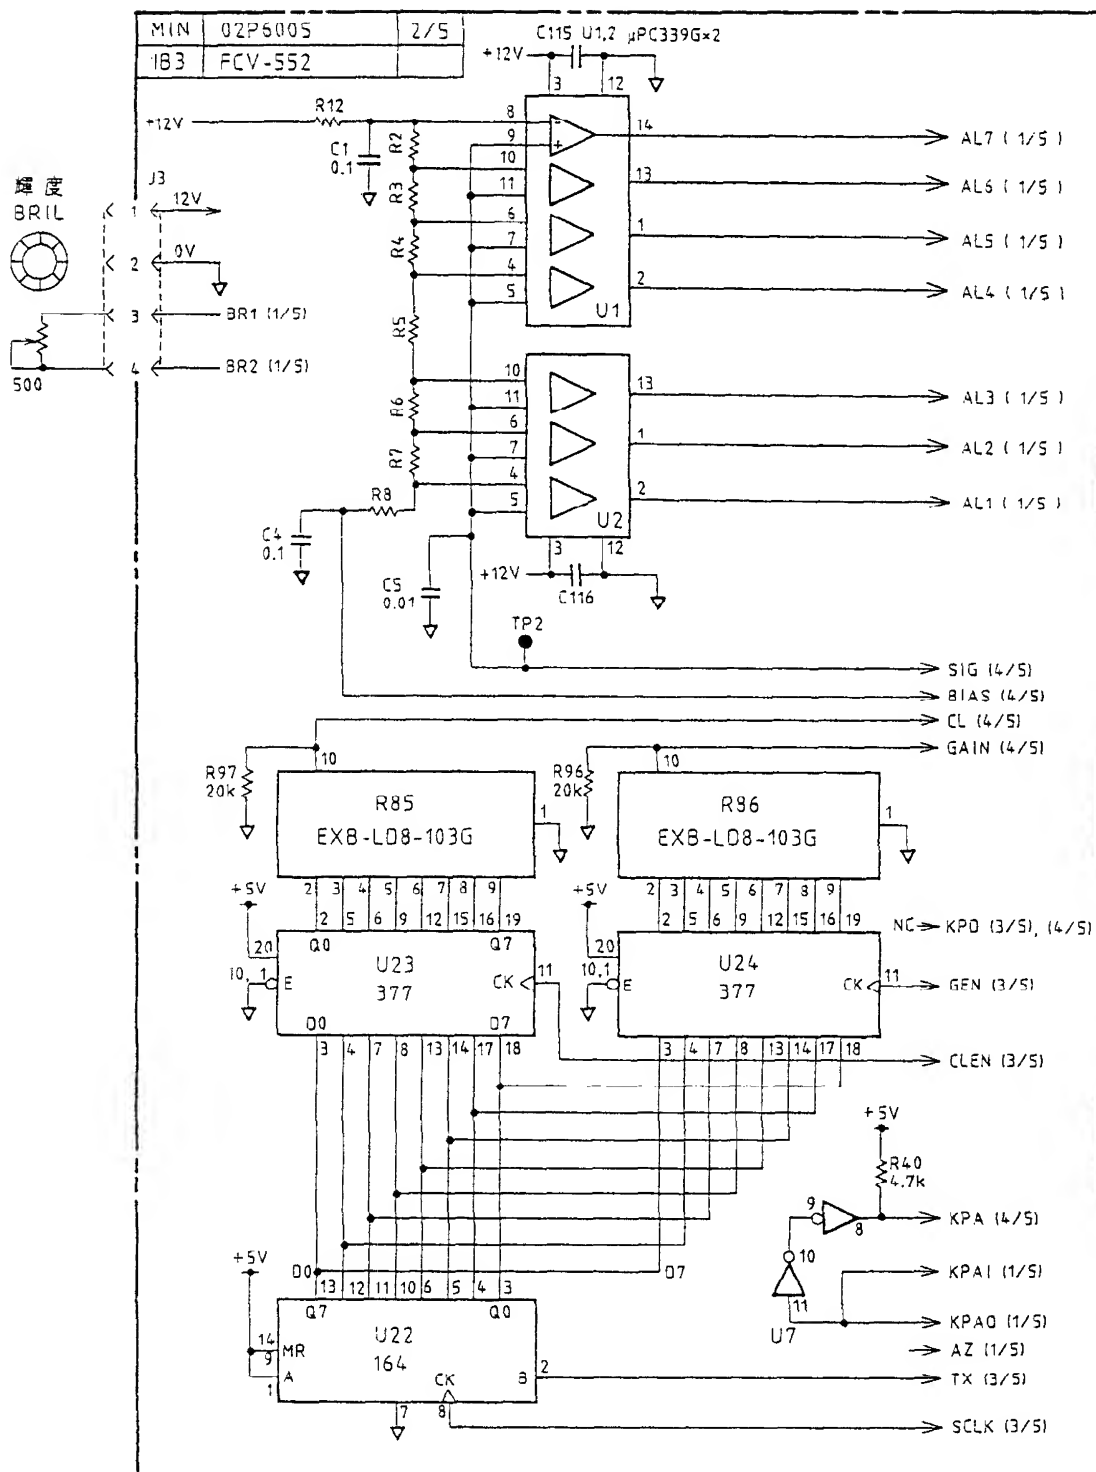 MIN 02P6005 2/5
1B3 FCV-552
C115 U1,2 µPC339G×2
+12V
3 12
R12
+12V
8 14 AL7 ( 1/5 )
9
C1
0.1
R2
10 13 AL6 ( 1/5 )
11
R3
6 1 AL5 ( 1/5 )
7
R4
4 2 AL4 ( 1/5 )
5
U1
輝度
BRIL
J3
1 12V
2 0V
3 BR1 (1/5)
4 BR2 (1/5)
500
R5
10 13 AL3 ( 1/5 )
11
R6
6 1 AL2 ( 1/5 )
7
R7
4 2 AL1 ( 1/5 )
5
U2
R8
C4
0.1
3 12
+12V
C116
C5
0.01
TP2
SIG (4/5)
BIAS (4/5)
CL (4/5)
GAIN (4/5)
R97
20k
10
R85
EXB-LD8-103G
1
R96
20k
10
R86
EXB-LD8-103G
1
+5V
2 3 4 5 6 7 8 9
2 5 6 9 12 15 16 19
+5V
2 3 4 5 6 7 8 9
2 5 6 9 12 15 16 19
NC KPO (3/5), (4/5)
20
Q0 Q7
U23
377
10, 1
E
CK
11
D0 D7
3 4 7 8 13 14 17 18
20
U24
377
10,1
E
CK
11
GEN (3/5)
3 4 7 8 13 14 17 18
CLEN (3/5)
+5V
R40
4.7k
9
8
KPA (4/5)
10
11
U7
KPAI (1/5)
KPAO (1/5)
AZ (1/5)
+5V
D0 D7
13 12 11 10 6 5 4 3
Q7 Q0
U22
164
14
MR
9
A
1
CK
8
B
2
TX (3/5)
7
SCLK (3/5)